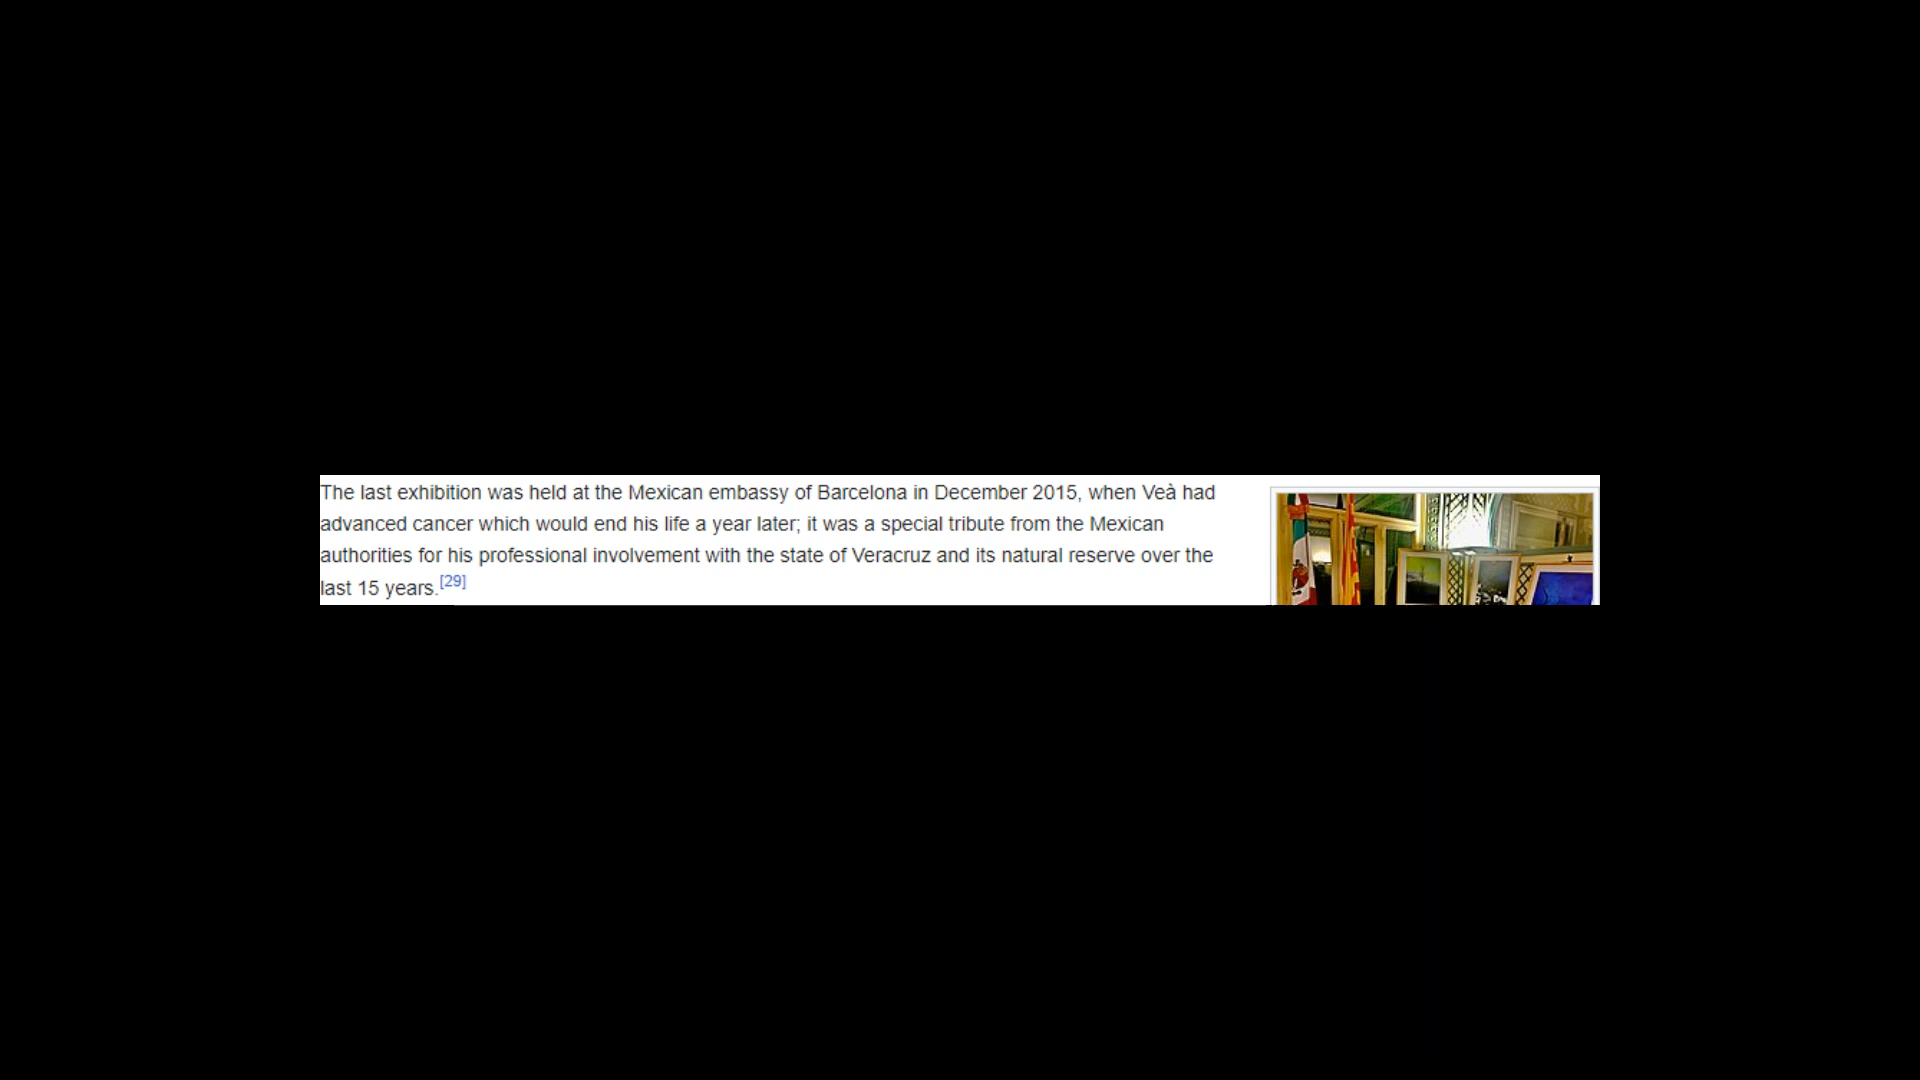 The last exhibition was held at the Mexican embassy of Barcelona in December 2015, when Veà had
advanced cancer which would end his life a year later; it was a special tribute from the Mexican
authorities for his professional involvement with the state of Veracruz and its natural reserve over the
last 15 years.[29]